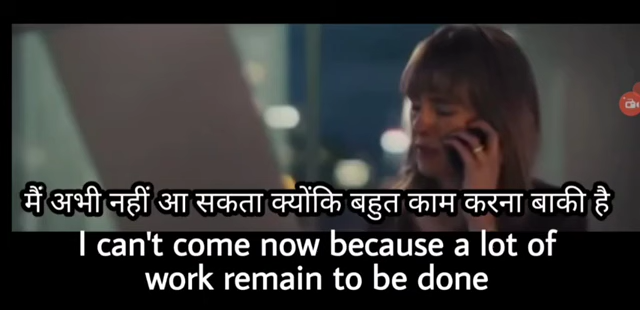 मैं अभी नहीं आ सकता क्योंकि बहुत काम करना बाकी है
I can't come now because a lot of
work remain to be done